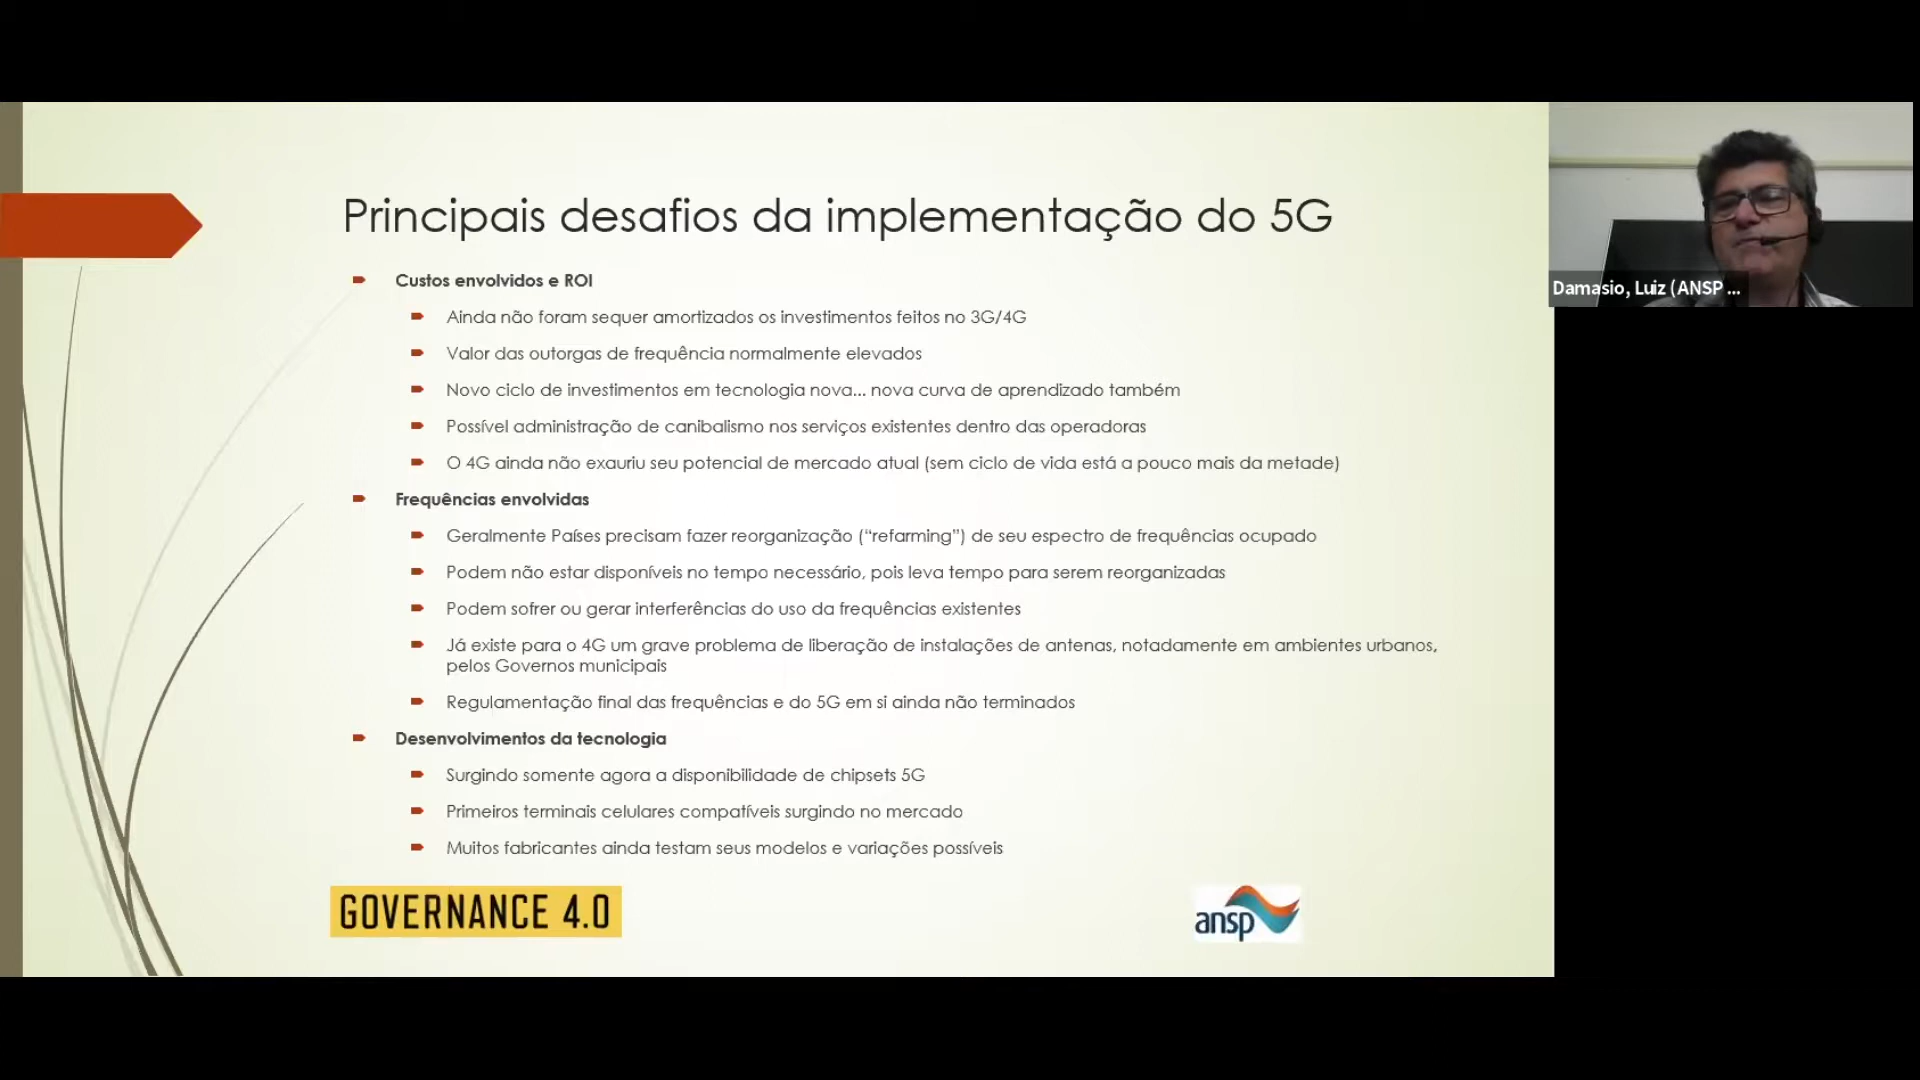 Principais desafios da implementação do 5G
Custos envolvidos e ROI
Ainda não foram sequer amortizados os investimentos feitos no 3G/4G
Valor das outorgas de frequência normalmente elevados
Novo ciclo de investimentos em tecnologia nova... nova curva de aprendizado também
Possível administração de canibalismo nos serviços existentes dentro das operadoras
O 4G ainda não exauriu seu potencial de mercado atual (sem ciclo de vida está a pouco mais da metade)
Frequências envolvidas
Geralmente Países precisam fazer reorganização (“refarming”) de seu espectro de frequências ocupado
Podem não estar disponíveis no tempo necessário, pois leva tempo para serem reorganizadas
Podem sofrer ou gerar interferências do uso da frequências existentes
Já existe para o 4G um grave problema de liberação de instalações de antenas, notadamente em ambientes urbanos,
pelos Governos municipais
Regulamentação final das frequências e do 5G em si ainda não terminados
Desenvolvimentos da tecnologia
Surgindo somente agora a disponibilidade de chipsets 5G
Primeiros terminais celulares compatíveis surgindo no mercado
Muitos fabricantes ainda testam seus modelos e variações possíveis
GOVERNANCE 4.0
ansp
Damasio, Luiz (ANSP ...